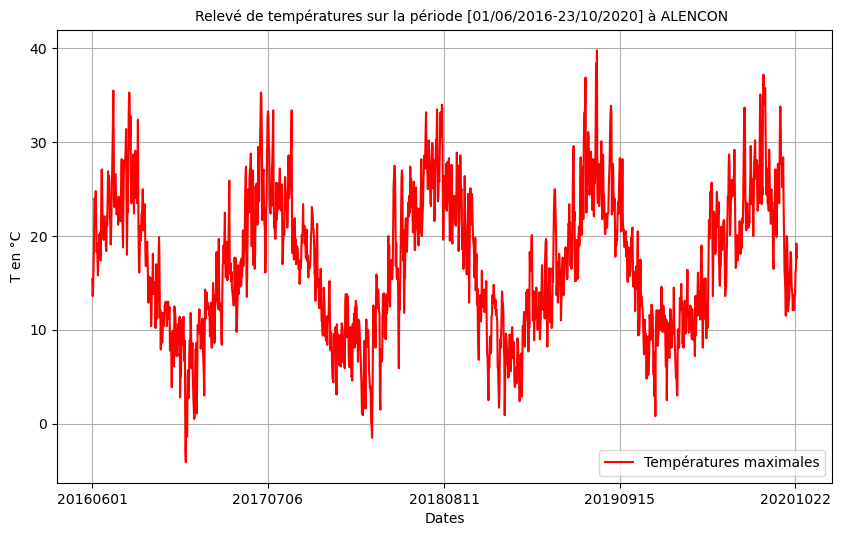 Relevé de températures sur la période [01/06/2016-23/10/2020] à ALENCON
T en °C
40
30
20
10
0
Températures maximales
20160601 20170706 20180811 20190915 20201022
Dates